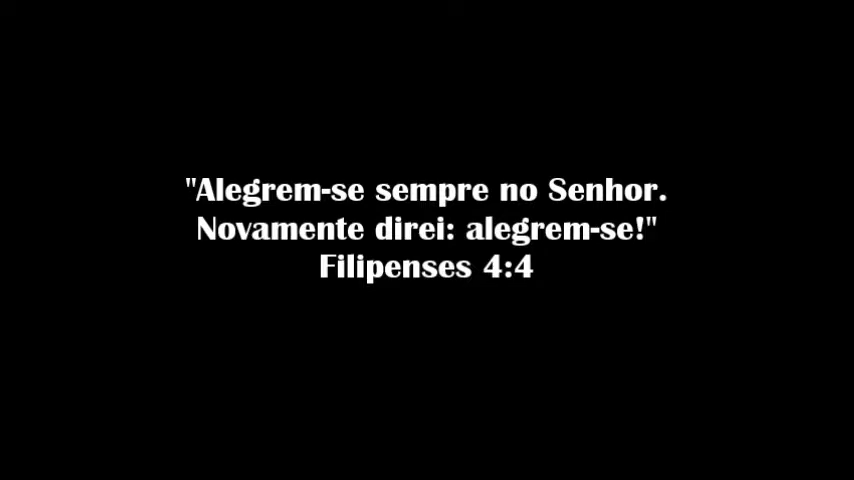 "Alegrem-se sempre no Senhor.
Novamente direi: alegrem-se!"
Filipenses 4:4